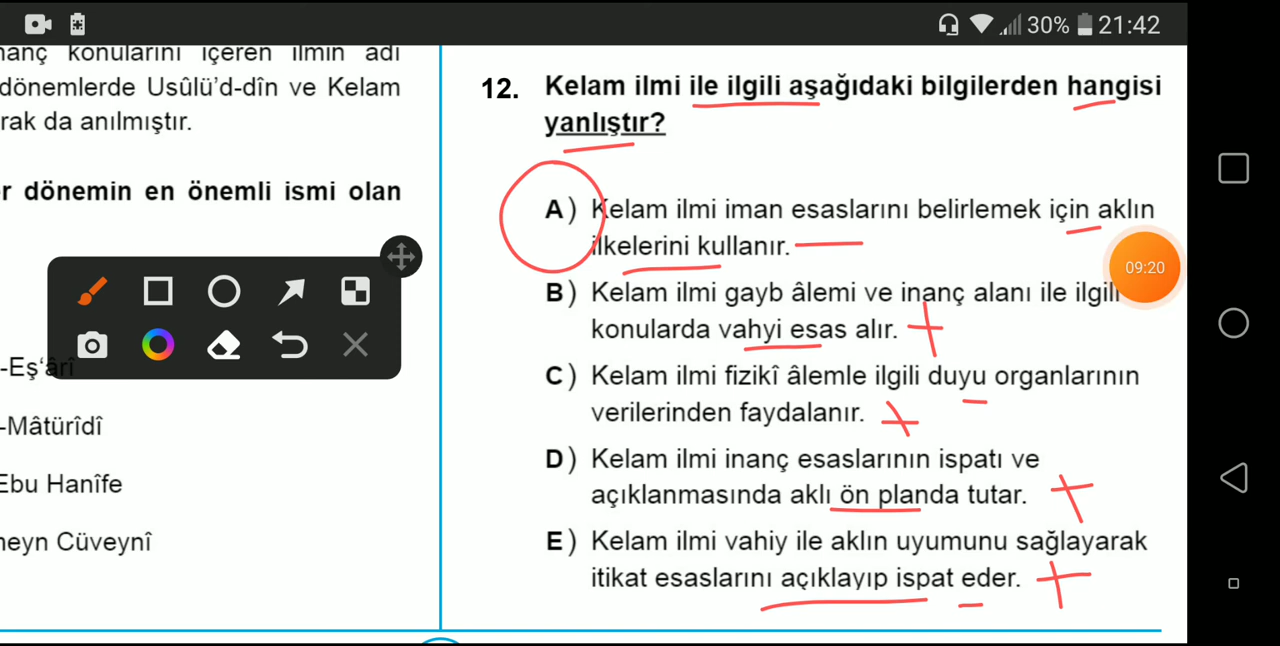 30% 21:42
nanç konularını içeren ilmin adı
dönemlerde Usûlü’d-dîn ve Kelam
rak da anılmıştır.
r dönemin en önemli ismi olan
-Eş‘ârî
-Mâtürîdî
Ebu Hanîfe
neyn Cüveynî
12. Kelam ilmi ile ilgili aşağıdaki bilgilerden hangisi
yanlıştır?
A) Kelam ilmi iman esaslarını belirlemek için aklın
ilkelerini kullanır.
B) Kelam ilmi gayb âlemi ve inanç alanı ile ilgili
konularda vahyi esas alır.
C) Kelam ilmi fizikî âlemle ilgili duyu organlarının
verilerinden faydalanır.
D) Kelam ilmi inanç esaslarının ispatı ve
açıklanmasında aklı ön planda tutar.
E) Kelam ilmi vahiy ile aklın uyumunu sağlayarak
itikat esaslarını açıklayıp ispat eder.
09:20